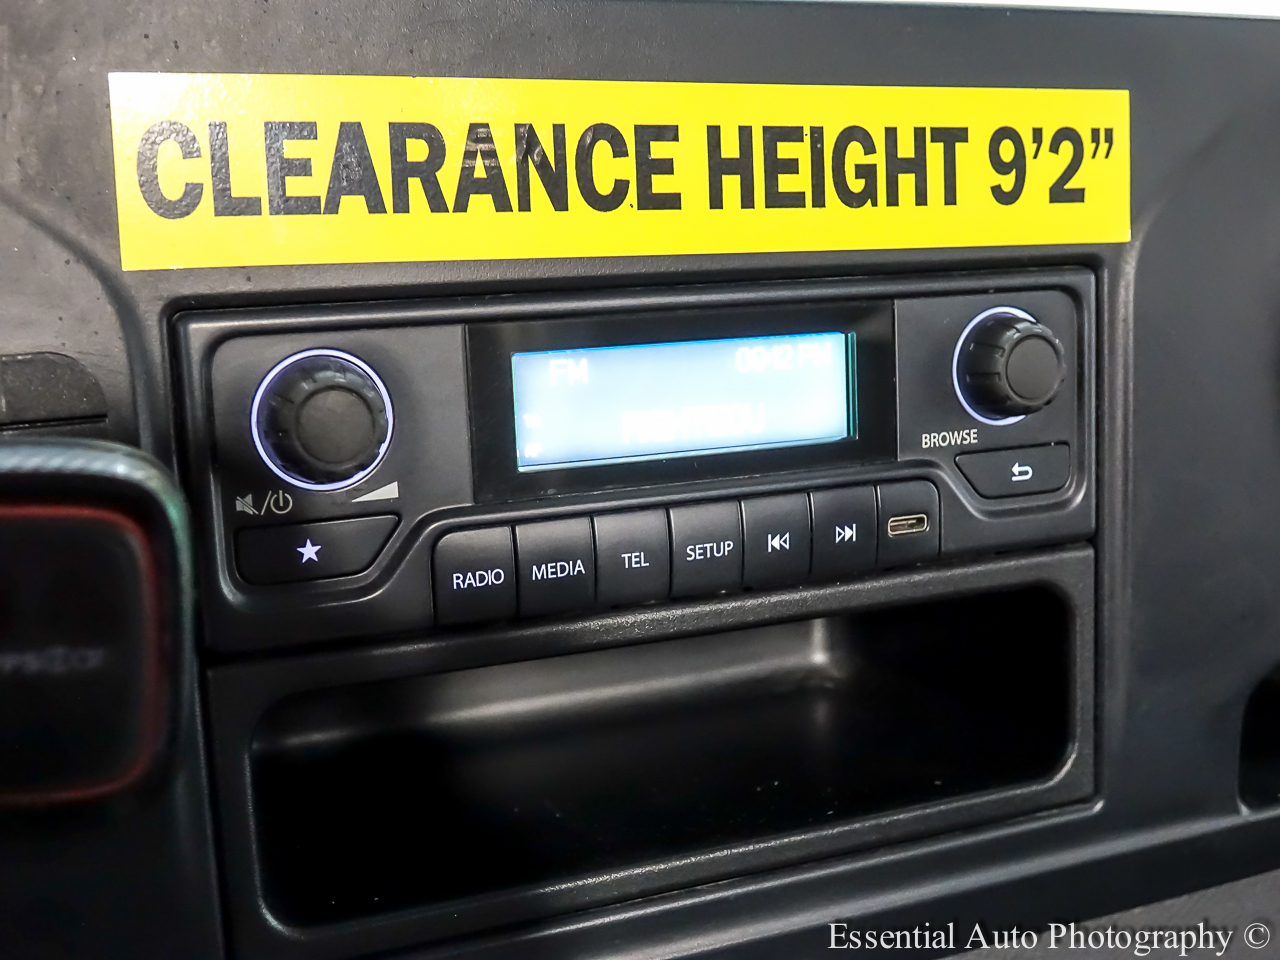 CLEARANCE HEIGHT 9'2"
FM
BROWSE
RADIO MEDIA TEL SETUP
Essential Auto Photography ©